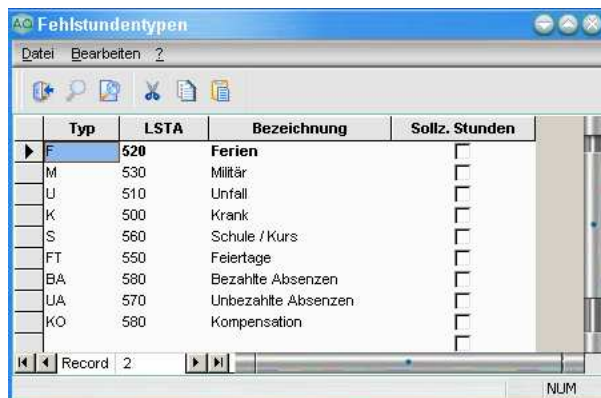 AQ Fehlstundentypen
Datei Bearbeiten ?
Typ LSTA Bezeichnung Sollz. Stunden
F 520 Ferien
M 530 Militär
U 510 Unfall
K 500 Krank
S 560 Schule / Kurs
FT 550 Feiertage
BA 580 Bezahlte Absenzen
UA 570 Unbezahlte Absenzen
KO 580 Kompensation
Record 2
NUM